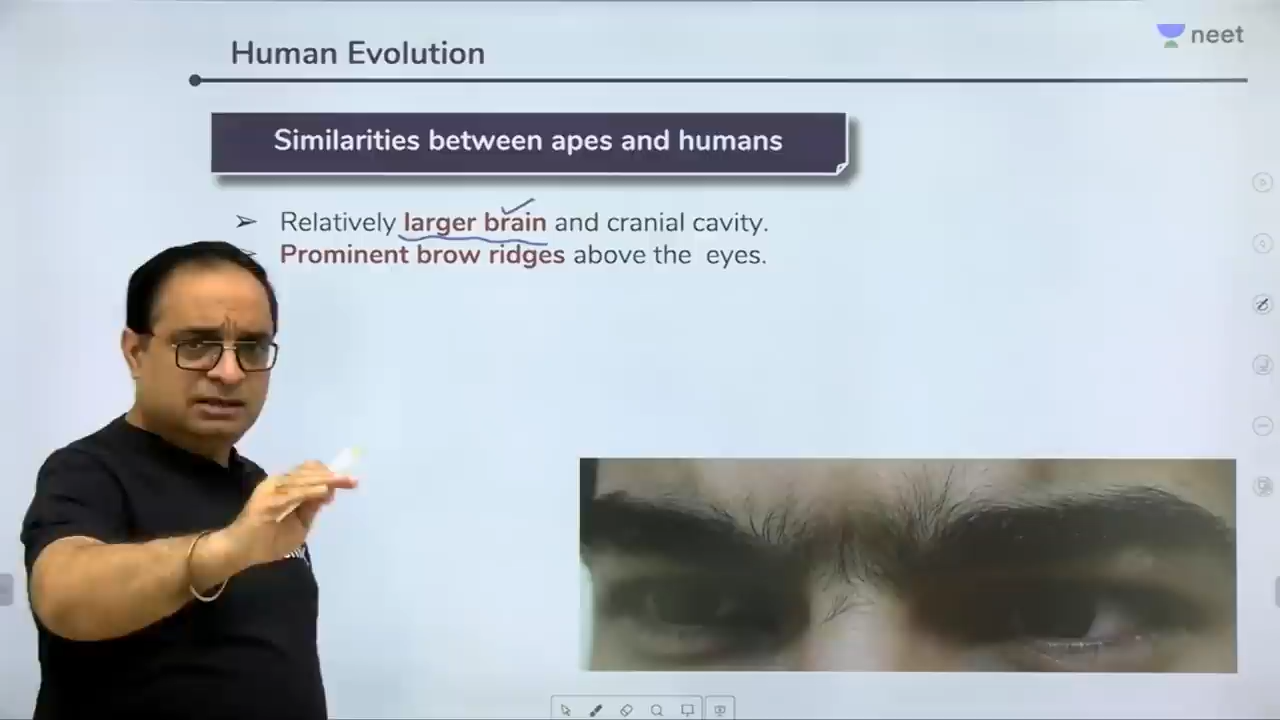 Human Evolution
neet
Similarities between apes and humans
➢ Relatively larger brain and cranial cavity.
➢ Prominent brow ridges above the eyes.